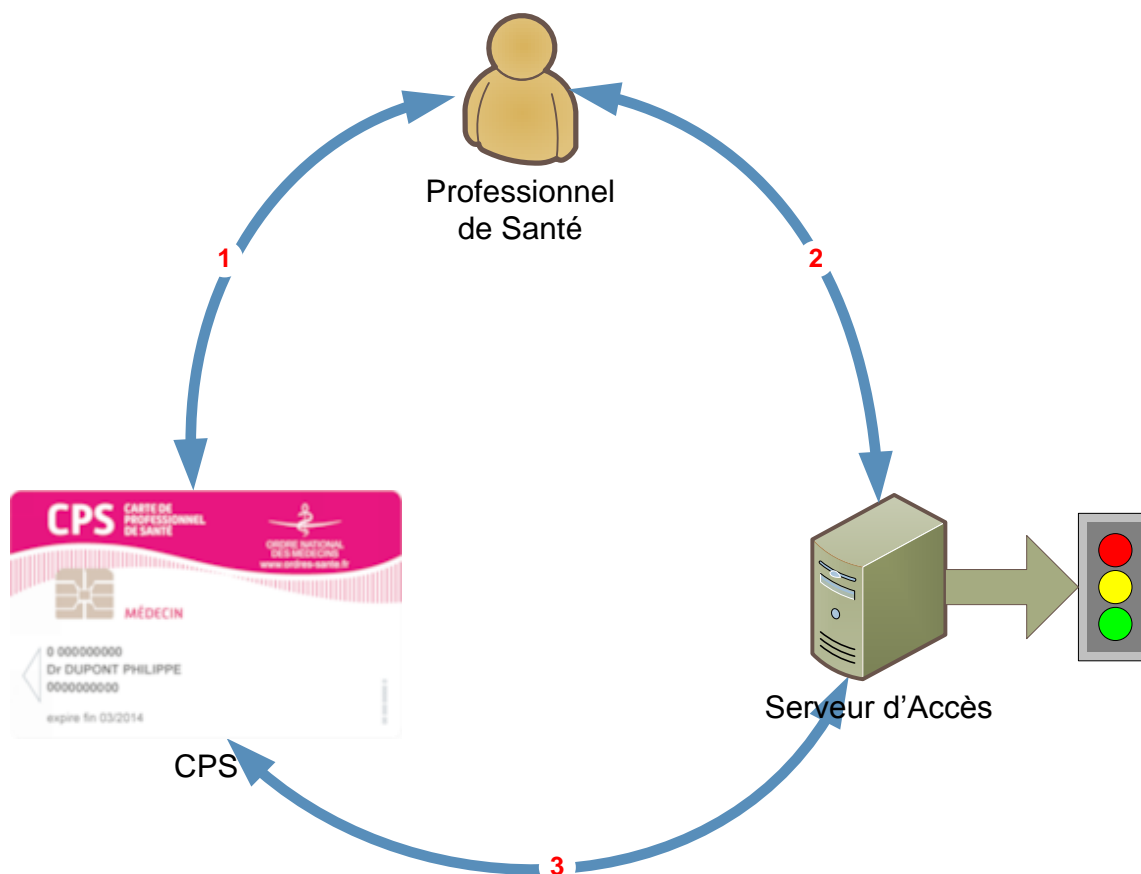 Professionnel
de Santé
1
2
CPS
CARTE DE
PROFESSIONNEL
DE SANTÉ
ORDRE NATIONAL
DES MÉDECINS
www.ordres-sante.fr
MÉDECIN
0 000000000
Dr DUPONT PHILIPPE
0000000000
expire fin 03/2014
CPS
Serveur d’Accès
3